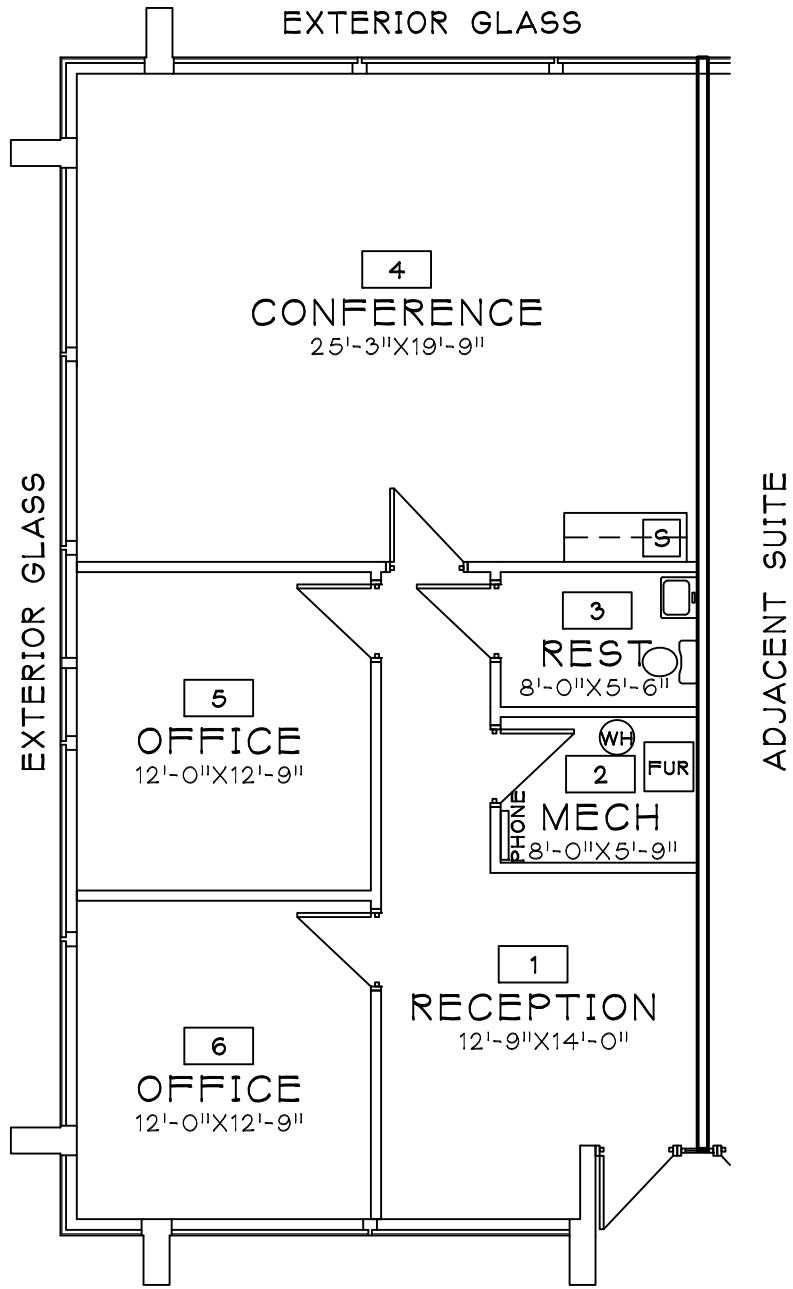 EXTERIOR GLASS
4
CONFERENCE
25'-3"X19'-9"
EXTERIOR GLASS
ADJACENT SUITE
S
3
REST
8'-0"X5'-6"
5
OFFICE
12'-0"X12'-9"
WH
FUR
2
MECH
8'-0"X5'-9"
PHONE
1
RECEPTION
12'-9"X14'-0"
6
OFFICE
12'-0"X12'-9"